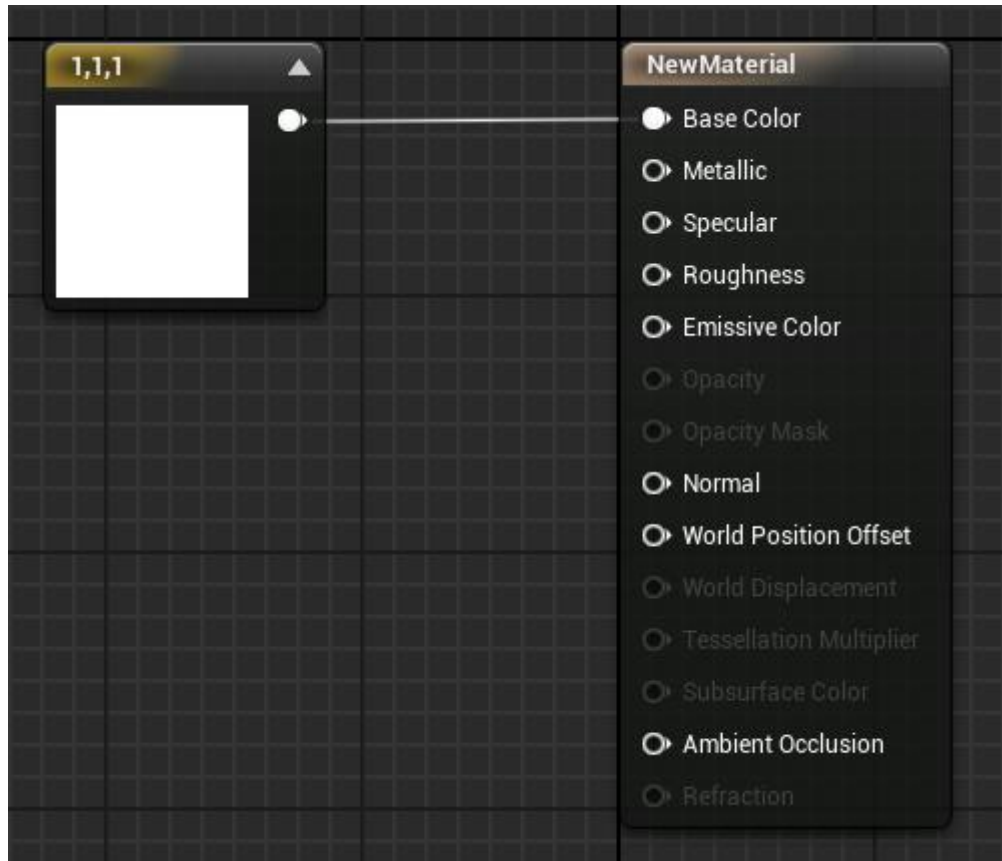 1,1,1
NewMaterial
Base Color
Metallic
Specular
Roughness
Emissive Color
Opacity
Opacity Mask
Normal
World Position Offset
World Displacement
Tessellation Multiplier
Subsurface Color
Ambient Occlusion
Refraction